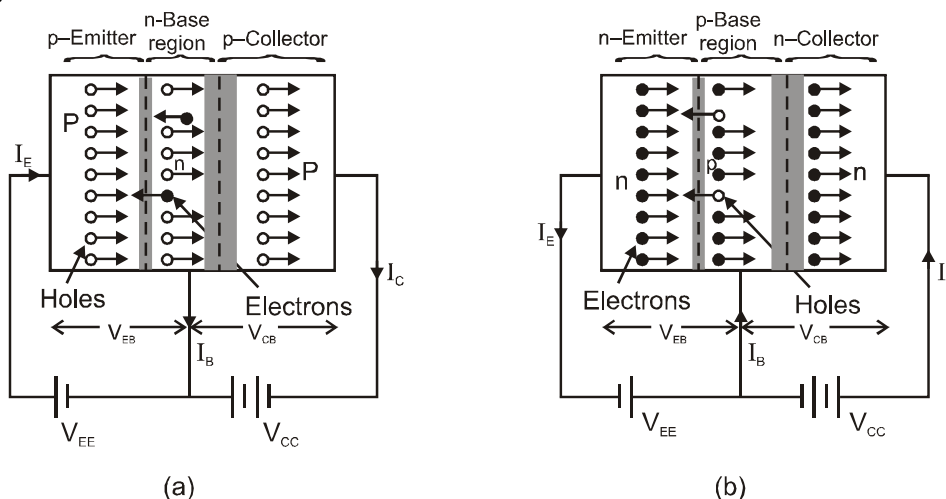 n-Base
region
p–Emitter
p–Collector
P
n
P
I_E
I_C
Holes
Electrons
V_EB
V_CB
I_B
V_EE
V_CC
(a)
p-Base
region
n–Emitter
n–Collector
n
p
n
I_E
I
Electrons
Holes
V_EB
V_CB
I_B
V_EE
V_CC
(b)